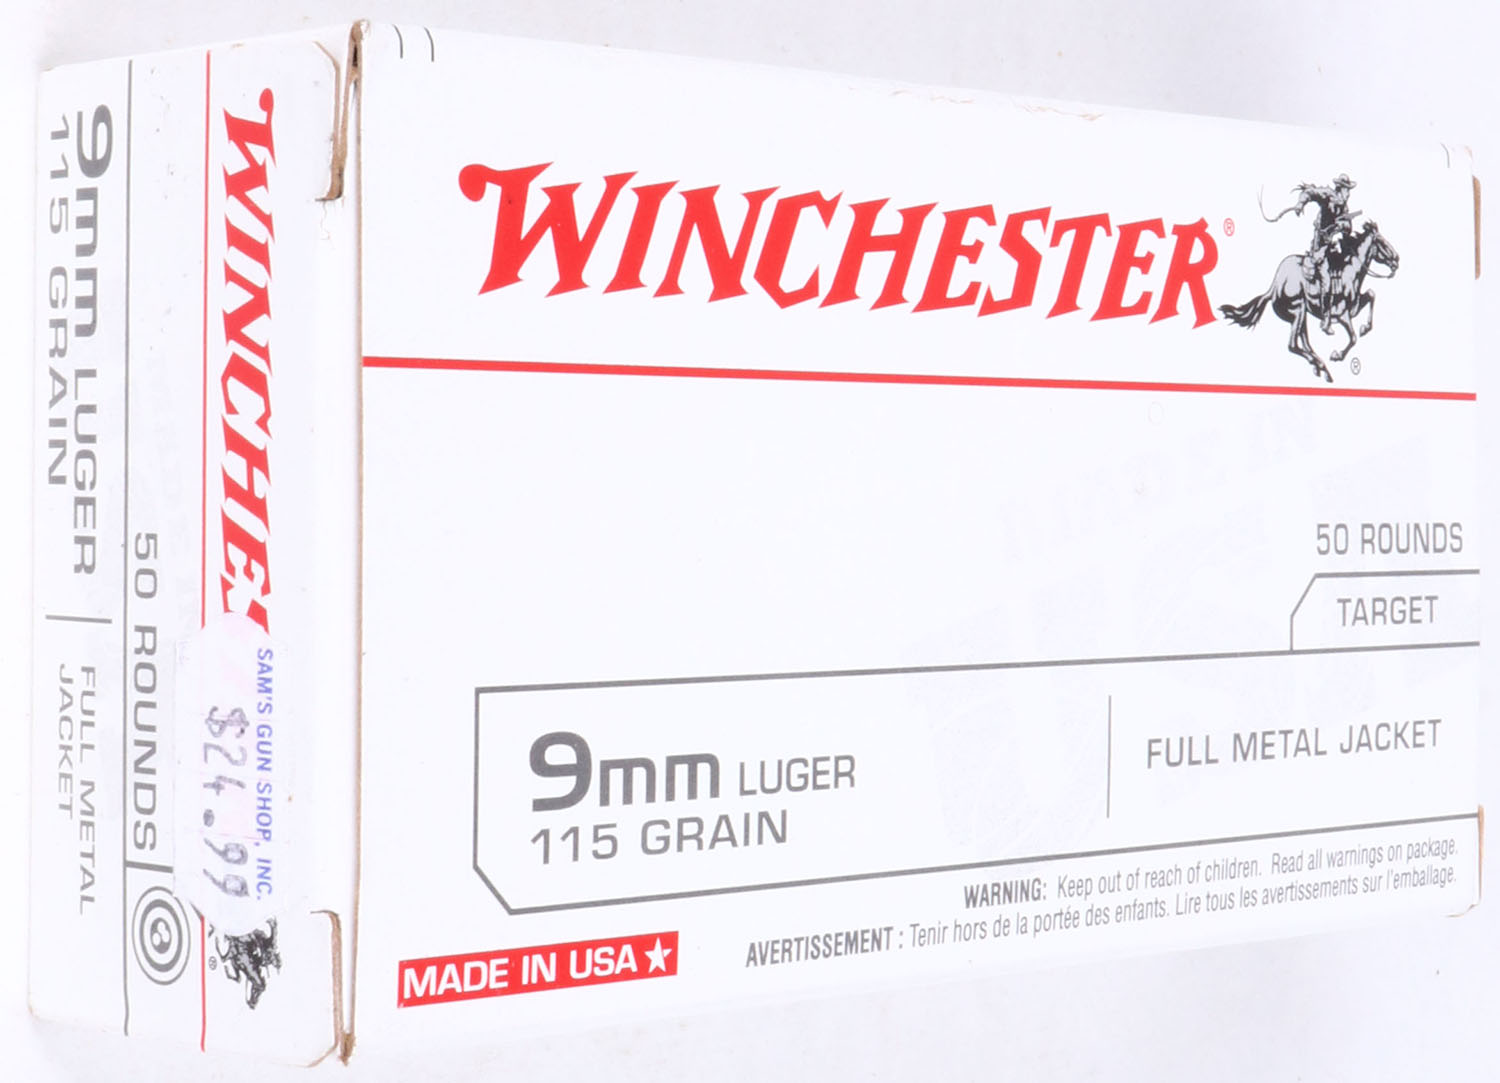 WINCHESTER®
®
50 ROUNDS
TARGET
9mm LUGER
115 GRAIN
FULL METAL JACKET
WARNING: Keep out of reach of children. Read all warnings on package.
AVERTISSEMENT : Tenir hors de la portée des enfants. Lire tous les avertissements sur l'emballage.
MADE IN USA
WINCHE
SAM'S GUN SHOP, INC.
$24.99
®
50 ROUNDS
9mm LUGER
115 GRAIN
FULL METAL
JACKET